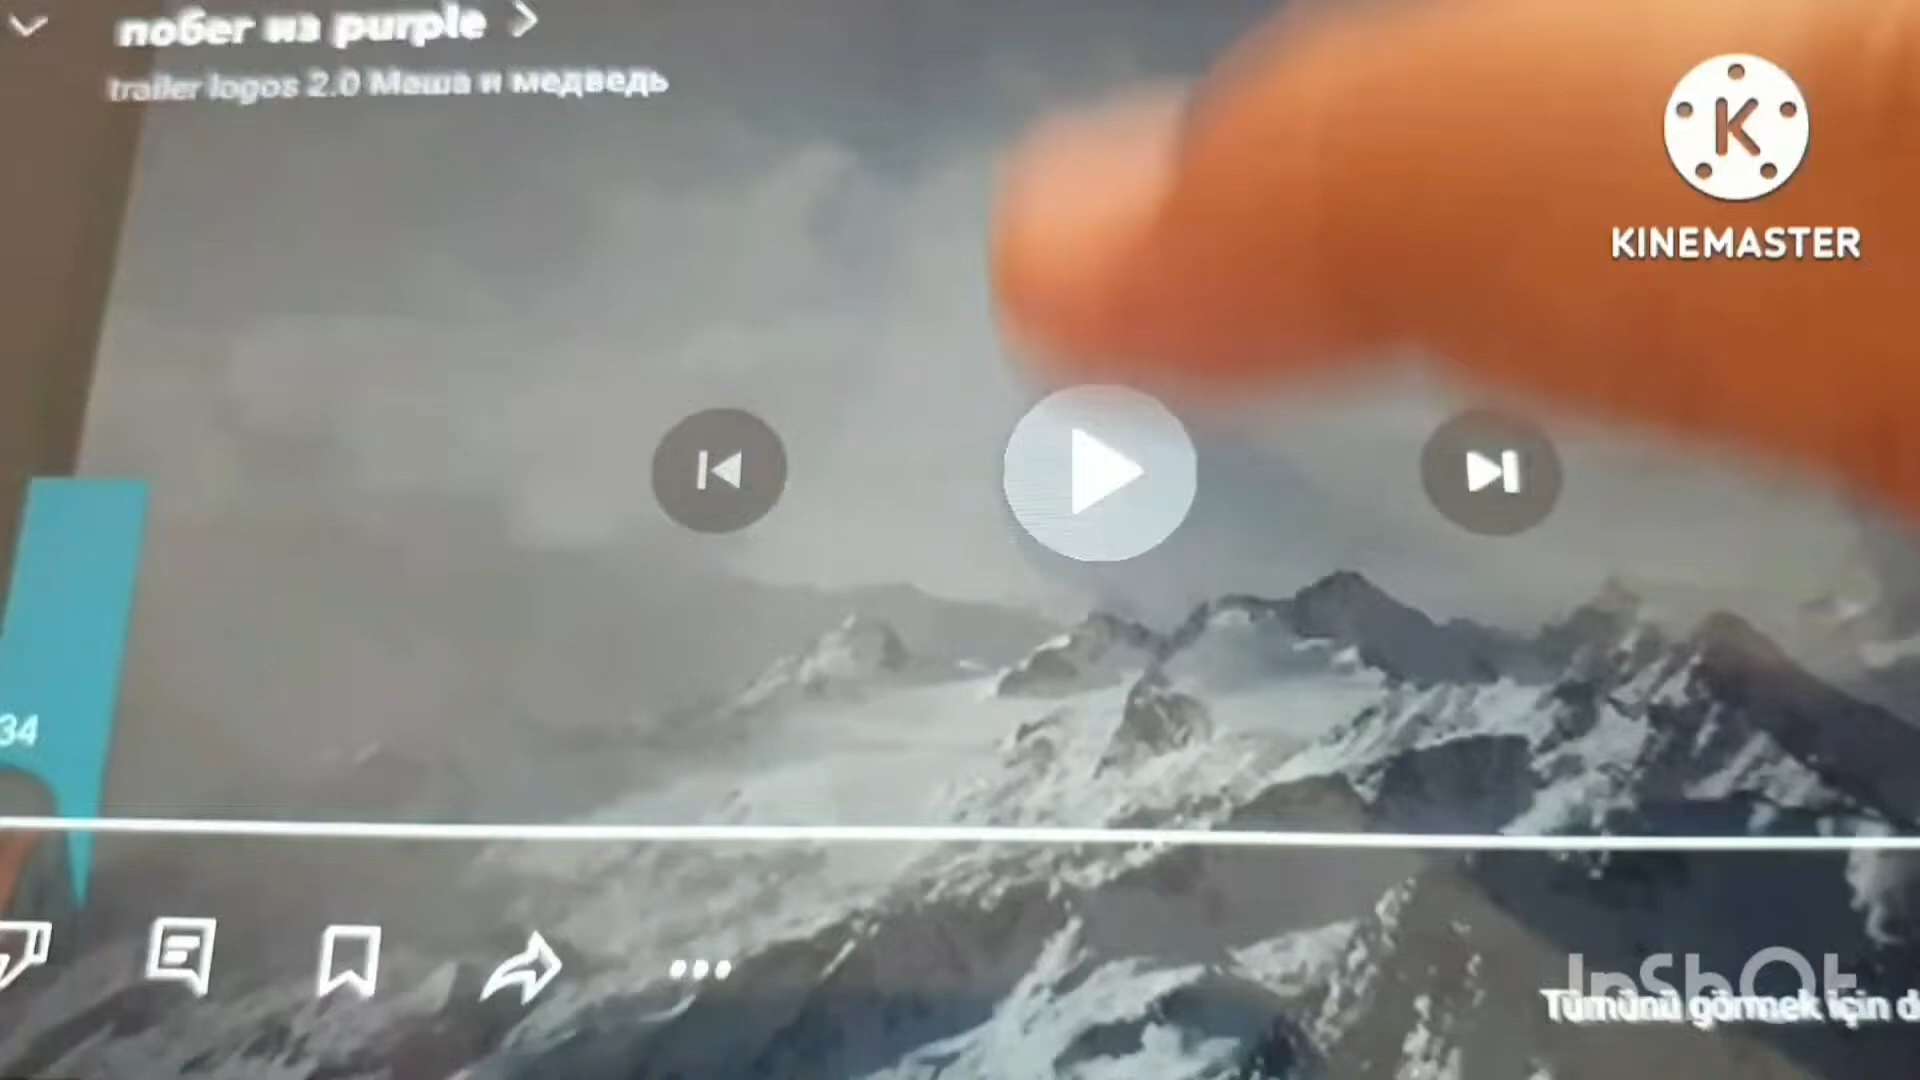 побег из purple
trailer logos 2.0 Маша и медведь
K
KINEMASTER
34
InShOt
Tümünü görmek için